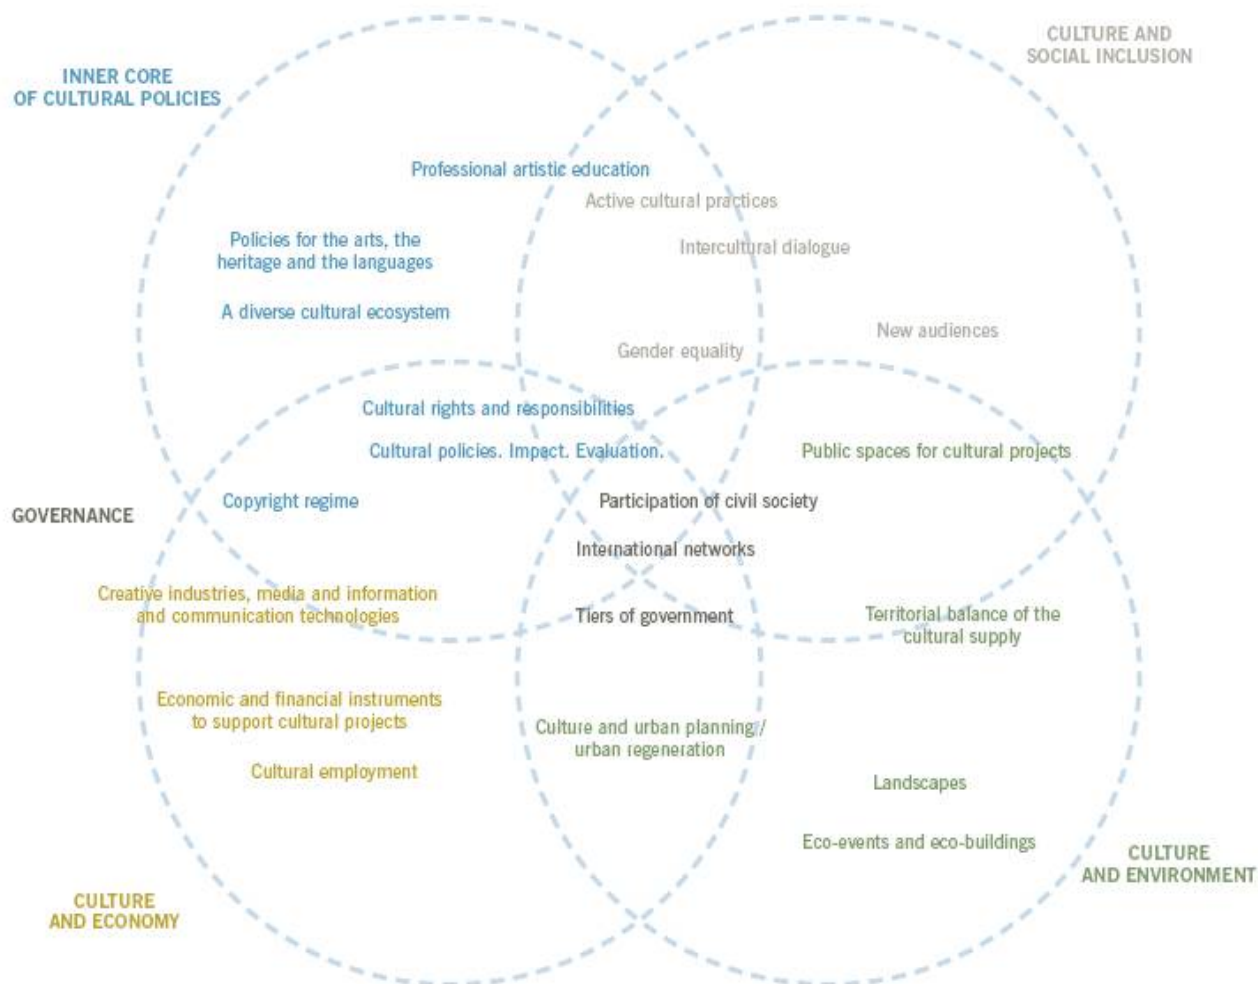 CULTURE AND
SOCIAL INCLUSION
INNER CORE
OF CULTURAL POLICIES
Professional artistic education
Active cultural practices
Policies for the arts, the
heritage and the languages
Intercultural dialogue
A diverse cultural ecosystem
New audiences
Gender equality
Cultural rights and responsibilities
Cultural policies. Impact. Evaluation.
Public spaces for cultural projects
Copyright regime
Participation of civil society
GOVERNANCE
International networks
Creative industries, media and information
and communication technologies
Tiers of government
Territorial balance of the
cultural supply
Economic and financial instruments
to support cultural projects
Culture and urban planning /
urban regeneration
Cultural employment
Landscapes
Eco-events and eco-buildings
CULTURE
AND ENVIRONMENT
CULTURE
AND ECONOMY